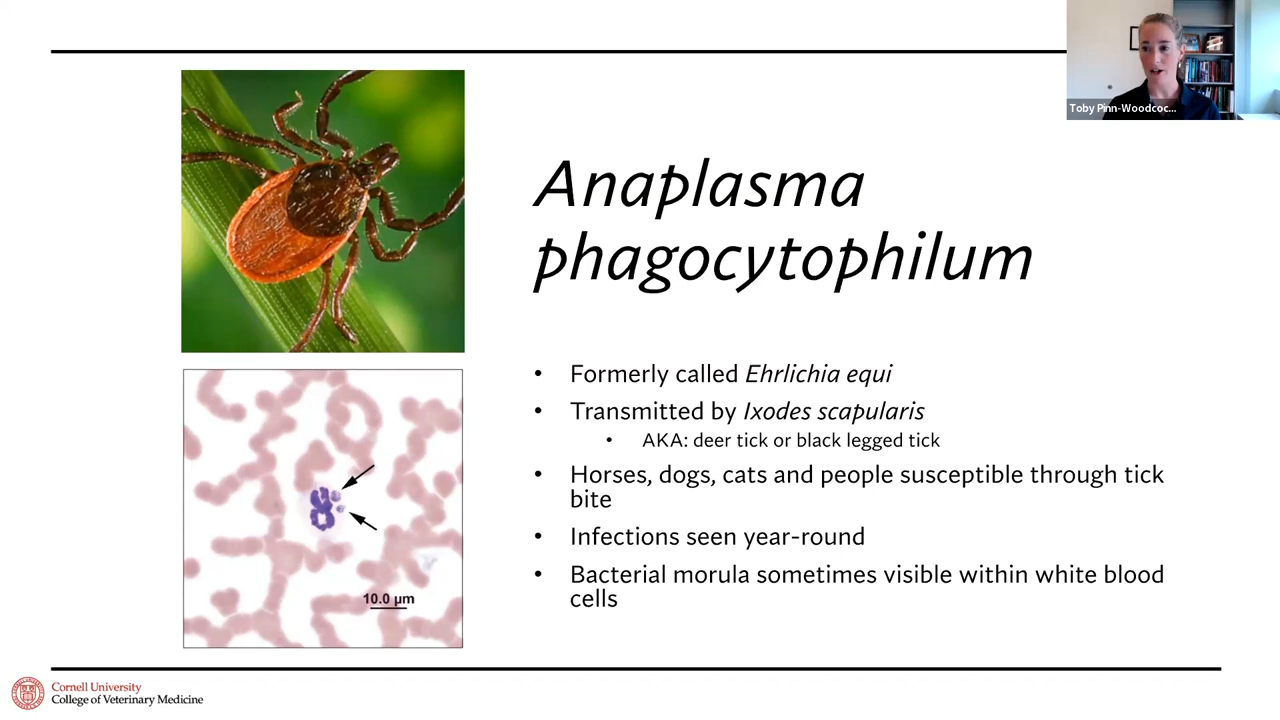 Toby Pinn-Woodcoc...
Anaplasma
phagocytophilum
• Formerly called Ehrlichia equi
• Transmitted by Ixodes scapularis
• AKA: deer tick or black legged tick
• Horses, dogs, cats and people susceptible through tick
bite
• Infections seen year-round
• Bacterial morula sometimes visible within white blood
cells
10.0 µm
Cornell University
College of Veterinary Medicine